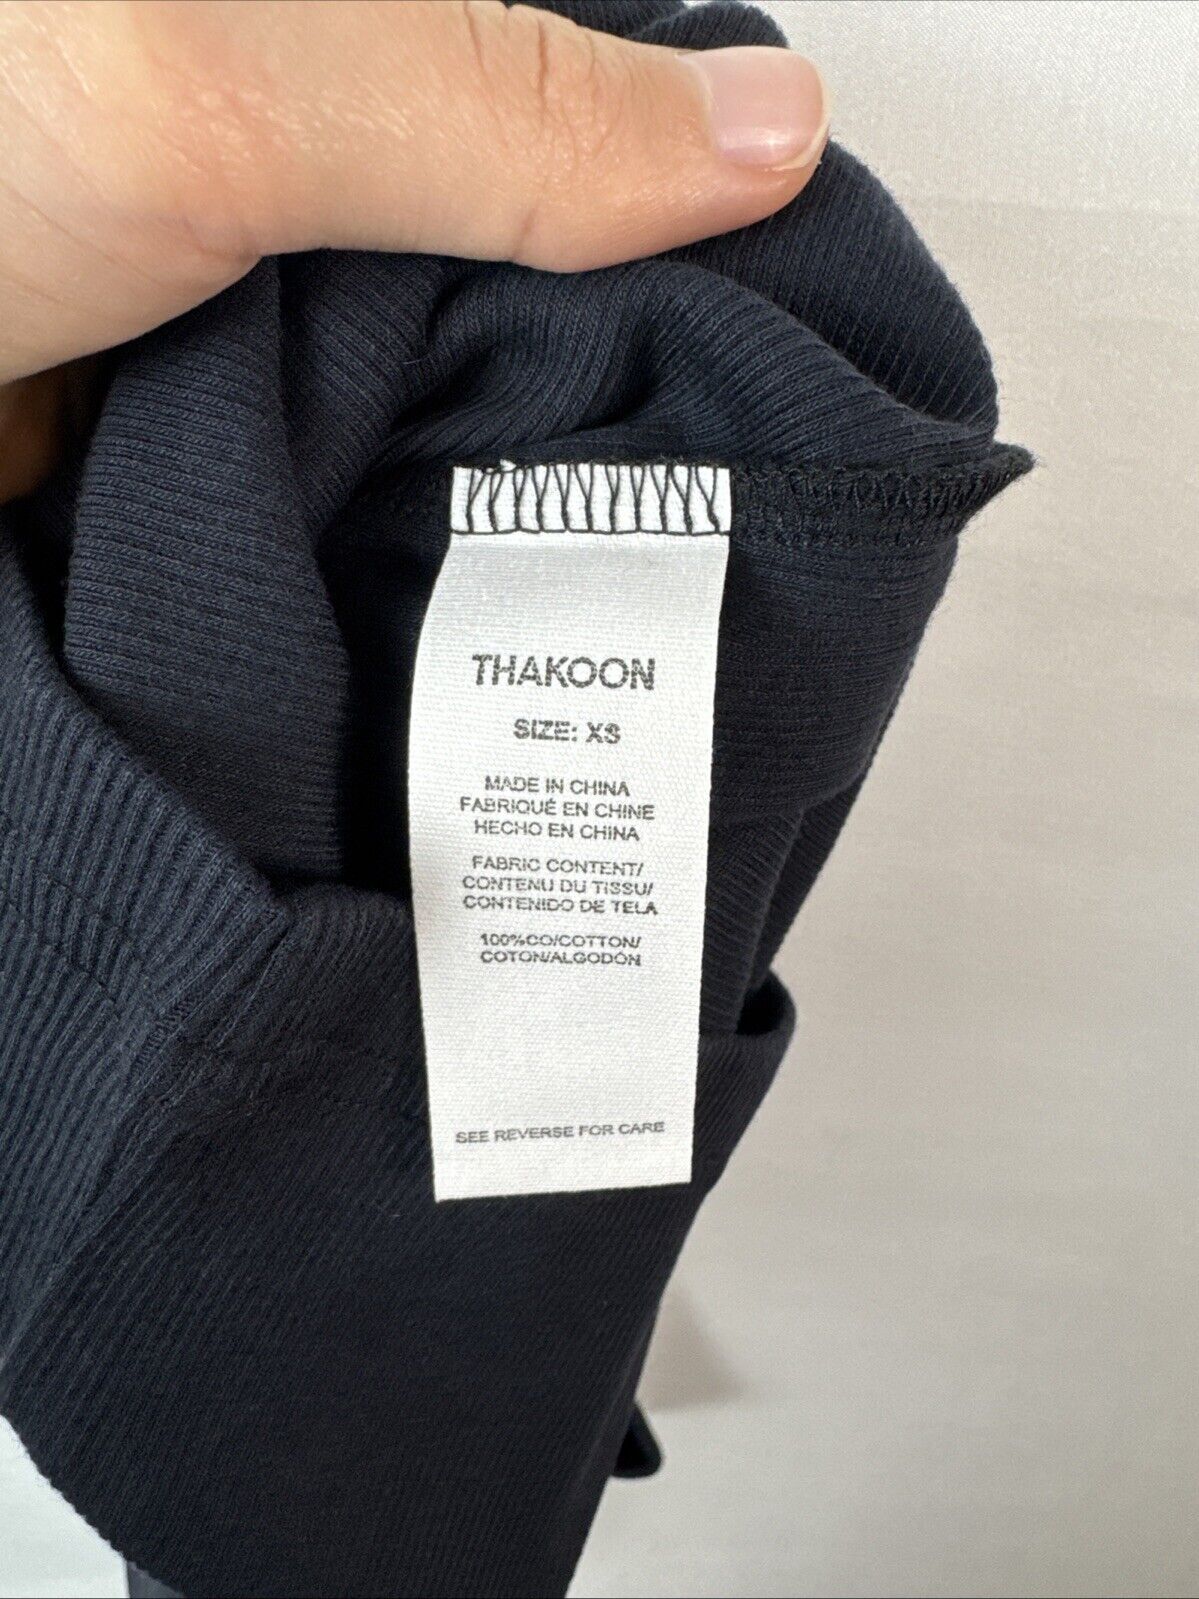 THAKOON
SIZE: XS
MADE IN CHINA
FABRIQUÉ EN CHINE
HECHO EN CHINA
FABRIC CONTENT/
CONTENU DU TISSU/
CONTENIDO DE TELA
100%CO/COTTON/
COTON/ALGODÓN
SEE REVERSE FOR CARE